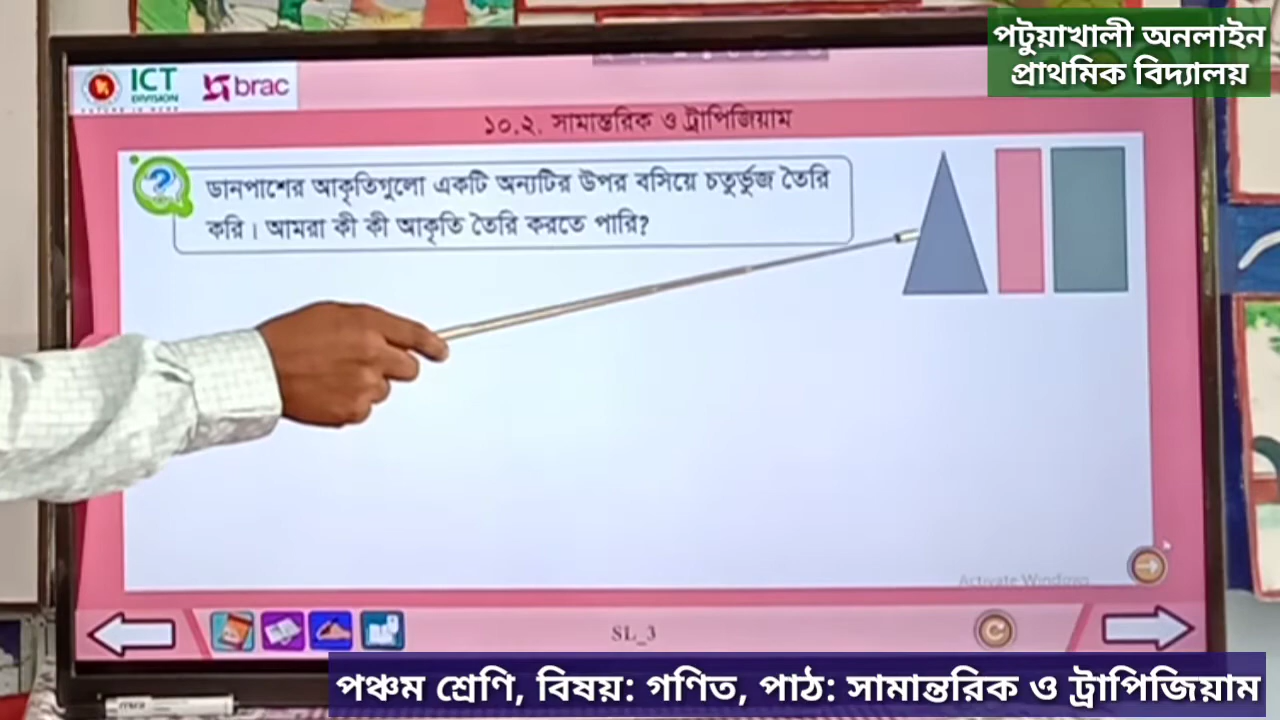 পটুয়াখালী অনলাইন
প্রাথমিক বিদ্যালয়
ICT
DIVISION
brac
১০.২. সামান্তরিক ও ট্রাপিজিয়াম
ডানপাশের আকৃতিগুলো একটি অন্যটির উপর বসিয়ে চতুর্ভুজ তৈরি
করি। আমরা কী কী আকৃতি তৈরি করতে পারি?
Activate Windows
SL_3
পঞ্চম শ্রেণি, বিষয়: গণিত, পাঠ: সামান্তরিক ও ট্রাপিজিয়াম